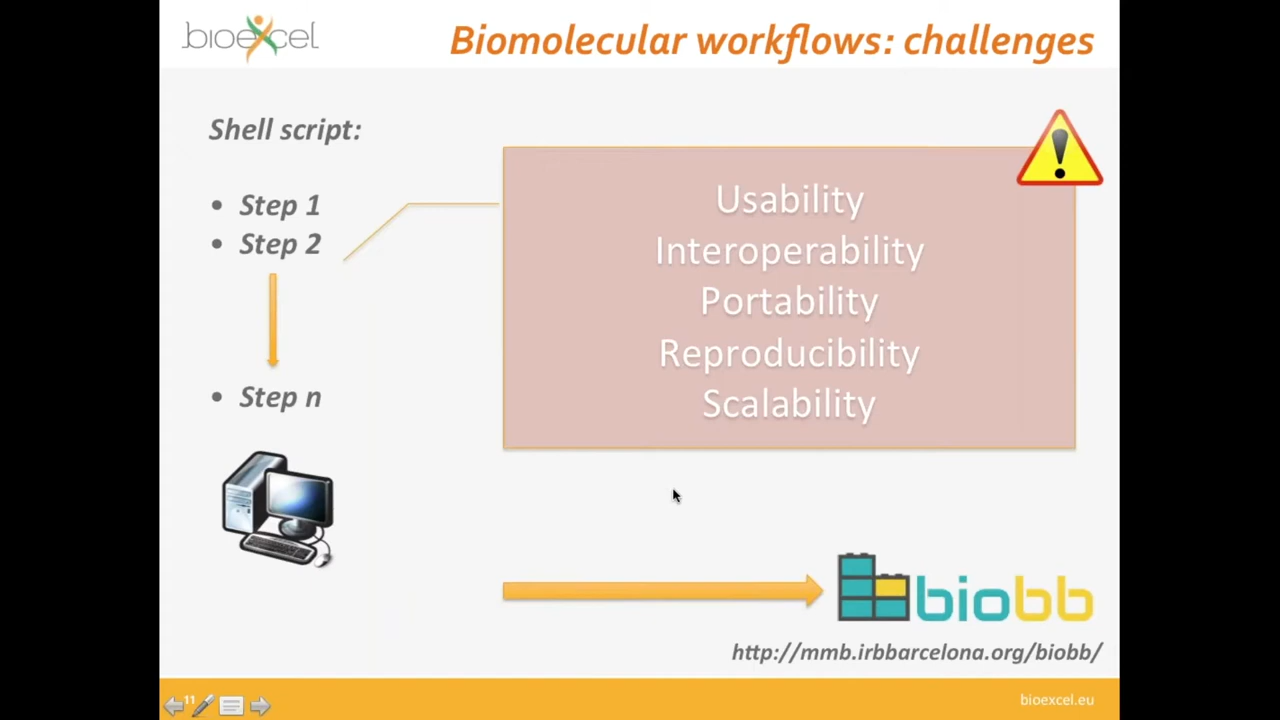 bioexcel
Biomolecular workflows: challenges
Shell script:
• Step 1
• Step 2
• Step n
Usability
Interoperability
Portability
Reproducibility
Scalability
biobb
http://mmb.irbbarcelona.org/biobb/
11
bioexcel.eu